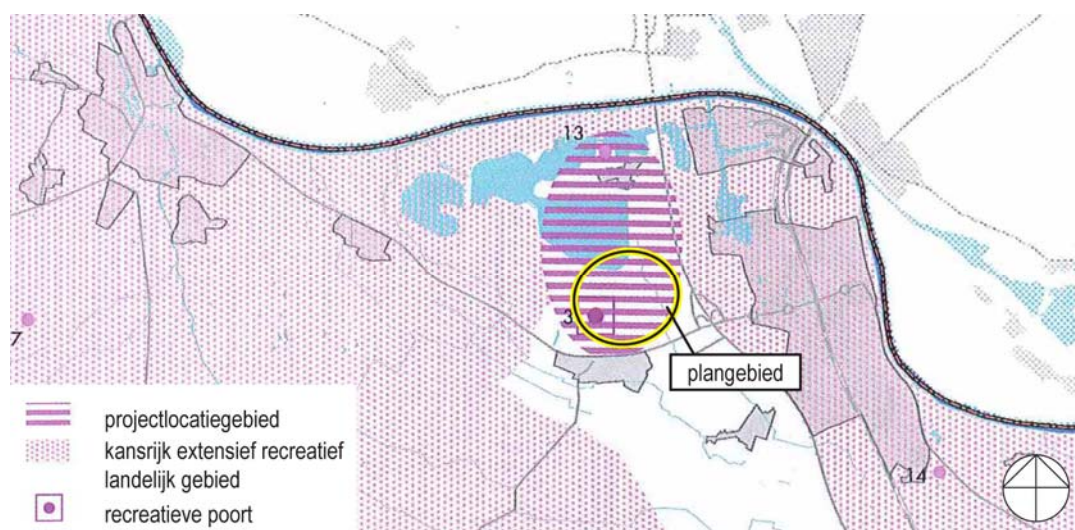 13
7
3
plangebied
14
projectlocatiegebied
kansrijk extensief recreatief
landelijk gebied
recreatieve poort